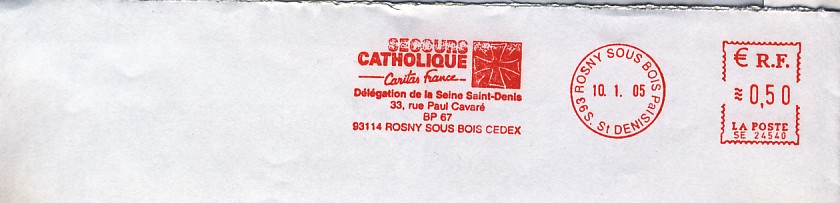 SECOURS
CATHOLIQUE
Caritas France
Délégation de la Seine Saint-Denis
33, rue Paul Cavaré
BP 67
93114 ROSNY SOUS BOIS CEDEX
ROSNY SOUS BOIS Pal
10. 1. 05
93 S. St DENIS
€ R.F.
≈ 0,50
LA POSTE
SE 24540